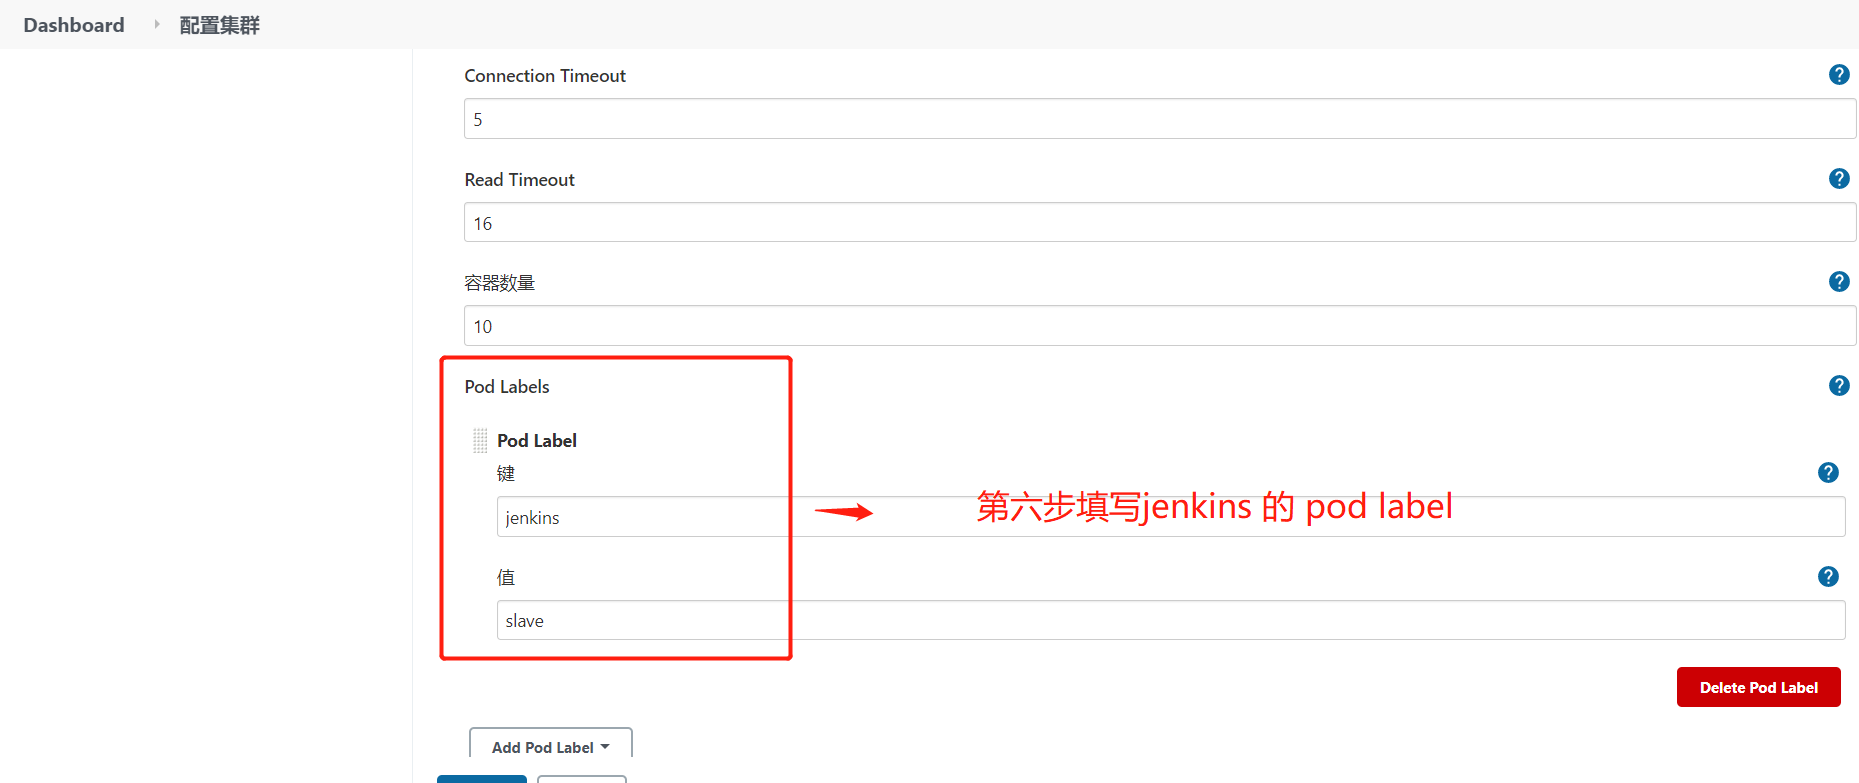 Dashboard 配置集群
Connection Timeout
5
Read Timeout
16
容器数量
10
Pod Labels
Pod Label
键
jenkins
第六步填写jenkins 的 pod label
值
slave
Delete Pod Label
Add Pod Label